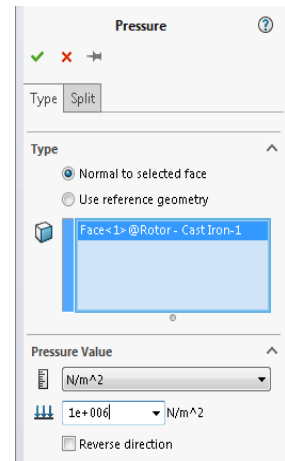 Pressure
Type Split
Type
Normal to selected face
Use reference geometry
Face<1>@Rotor - Cast Iron-1
Pressure Value
N/m^2
1e+006 N/m^2
Reverse direction